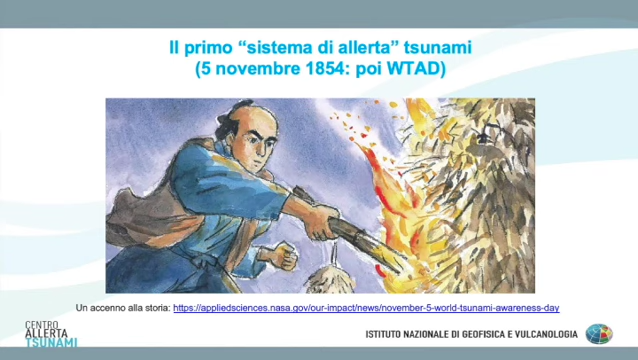 Il primo “sistema di allerta” tsunami
(5 novembre 1854: poi WTAD)
Un accenno alla storia: https://appliedsciences.nasa.gov/our-impact/news/november-5-world-tsunami-awareness-day
CENTRO
ALLERTA
TSUNAMI
ISTITUTO NAZIONALE DI GEOFISICA E VULCANOLOGIA